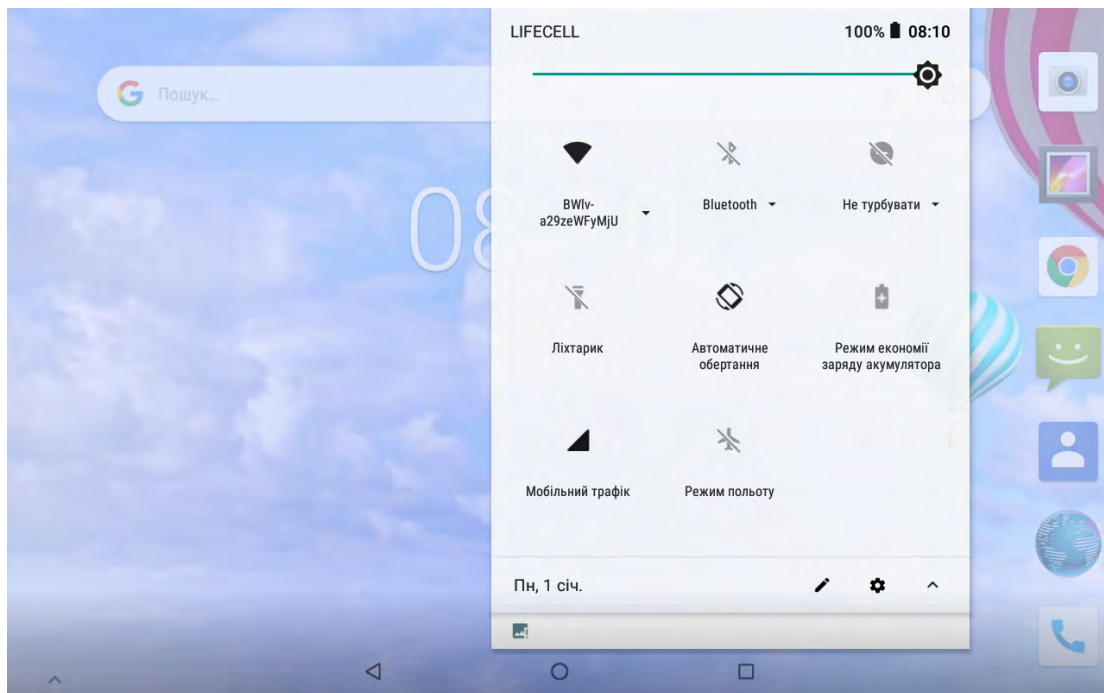 LIFECELL 100% 08:10
Пошук...
08
BWlv-
a29zeWFyMjU
Bluetooth
Не турбувати
Ліхтарик
Автоматичне
обертання
Режим економії
заряду акумулятора
Мобільний трафік
Режим польоту
Пн, 1 січ.